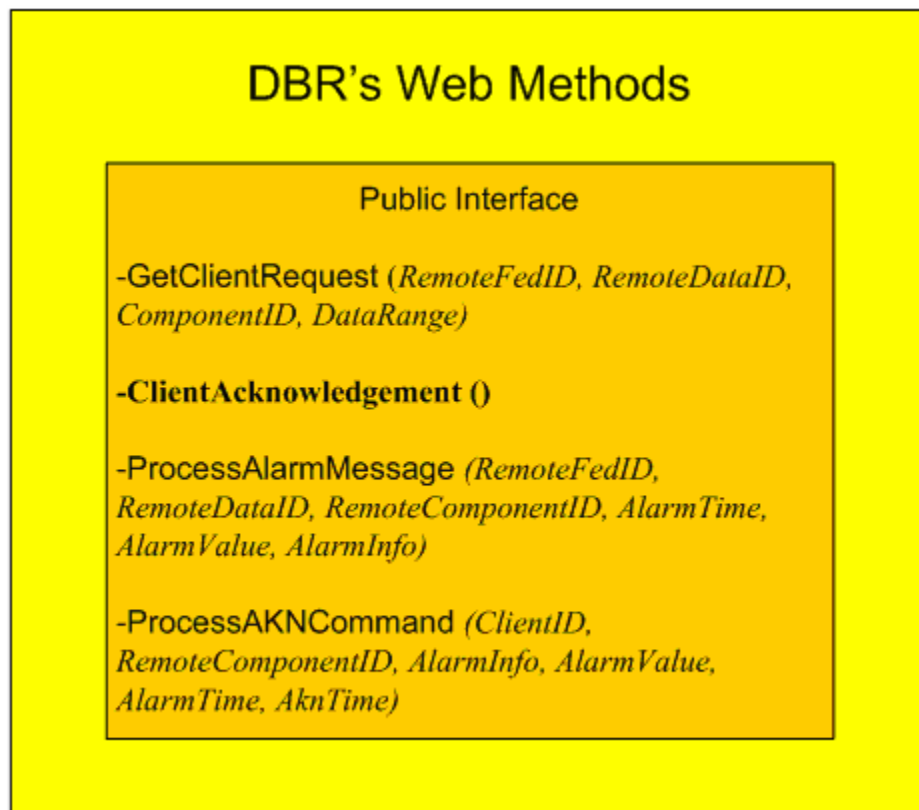 DBR's Web Methods
Public Interface
-GetClientRequest (RemoteFedID, RemoteDataID,
ComponentID, DataRange)
-ClientAcknowledgement ()
-ProcessAlarmMessage (RemoteFedID,
RemoteDataID, RemoteComponentID, AlarmTime,
AlarmValue, AlarmInfo)
-ProcessAKNCommand (ClientID,
RemoteComponentID, AlarmInfo, AlarmValue,
AlarmTime, AknTime)